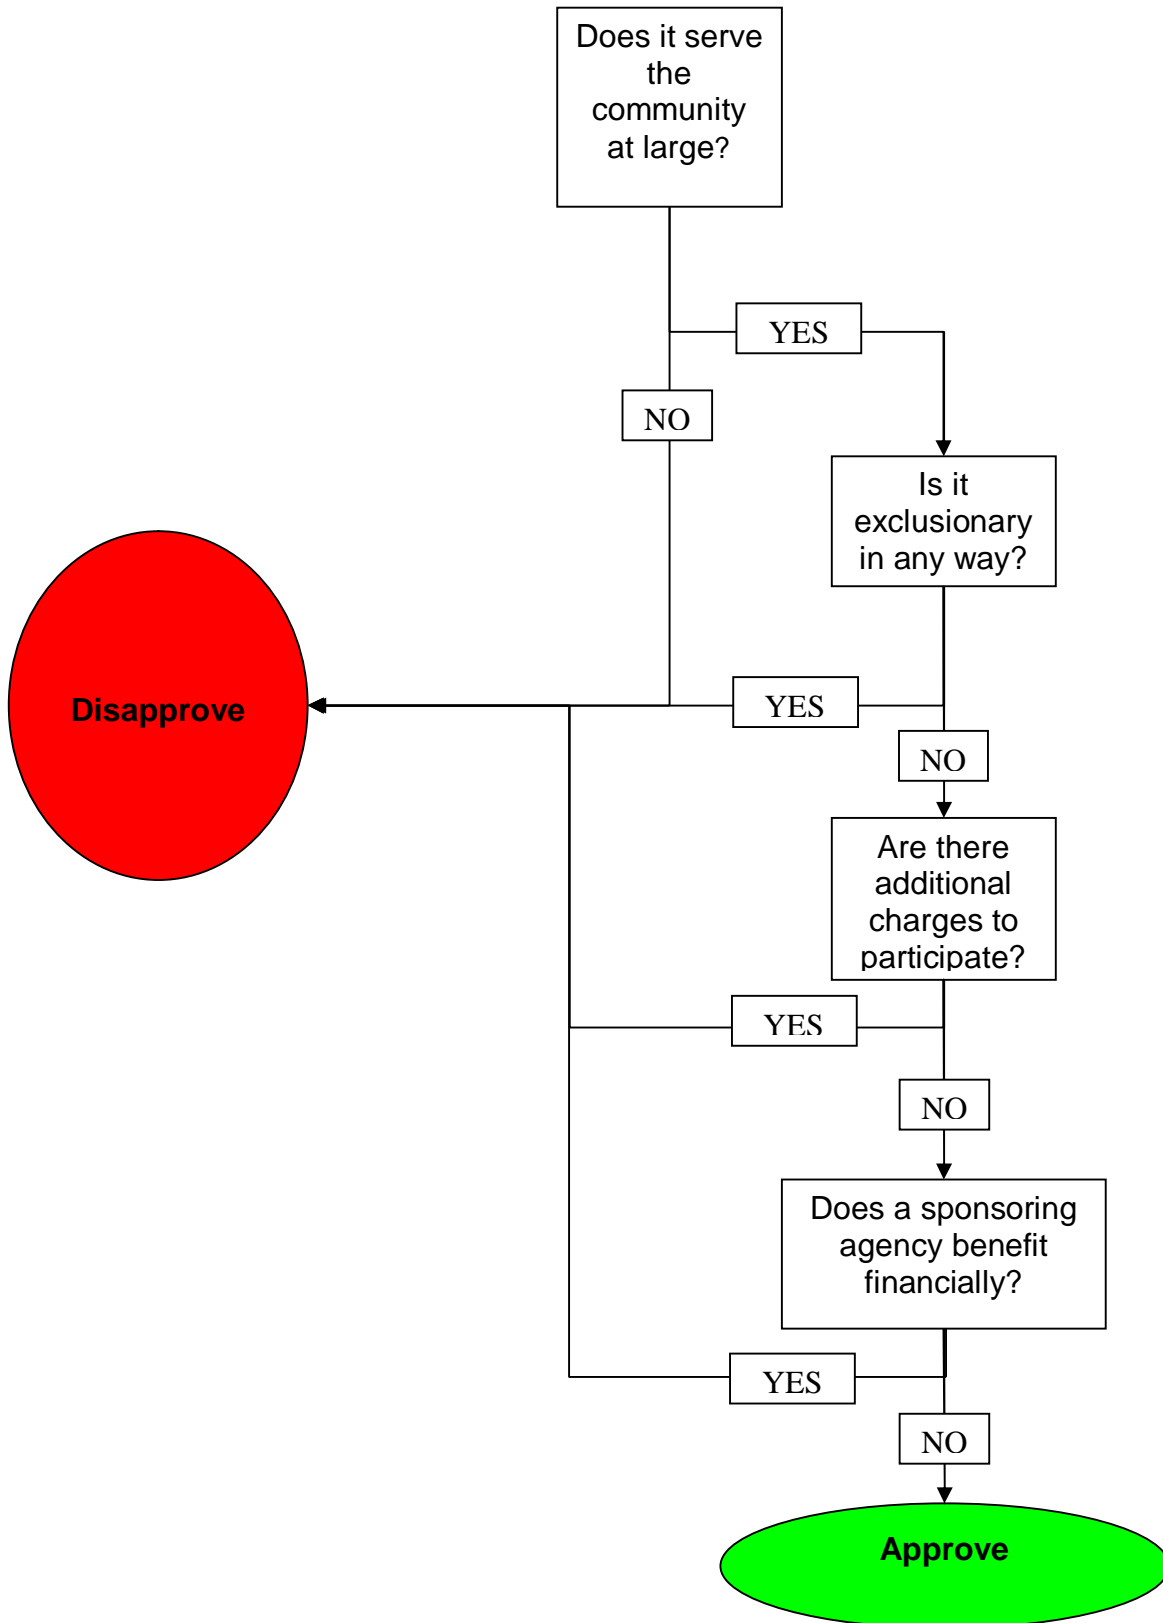 Does it serve
the
community
at large?
YES
NO
Is it
exclusionary
in any way?
Disapprove
YES
NO
Are there
additional
charges to
participate?
YES
NO
Does a sponsoring
agency benefit
financially?
YES
NO
Approve